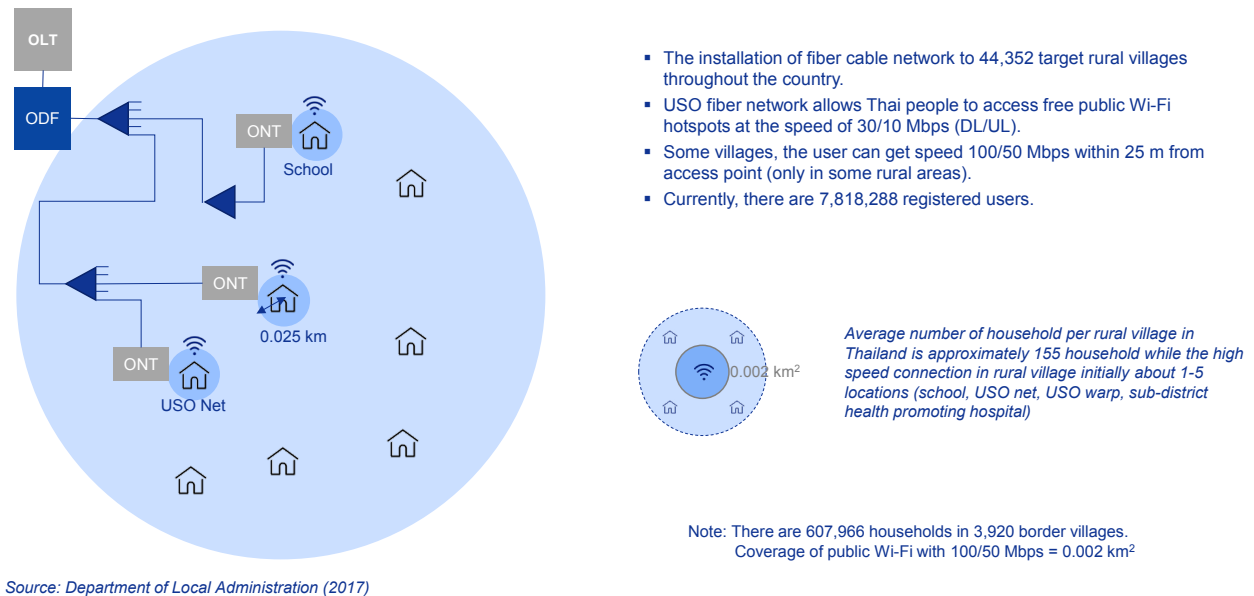 OLT
ODF
ONT
School
ONT
0.025 km
ONT
USO Net
▪ The installation of fiber cable network to 44,352 target rural villages
throughout the country.
▪ USO fiber network allows Thai people to access free public Wi-Fi
hotspots at the speed of 30/10 Mbps (DL/UL).
▪ Some villages, the user can get speed 100/50 Mbps within 25 m from
access point (only in some rural areas).
▪ Currently, there are 7,818,288 registered users.
0.002 km²
Average number of household per rural village in
Thailand is approximately 155 household while the high
speed connection in rural village initially about 1-5
locations (school, USO net, USO warp, sub-district
health promoting hospital)
Note: There are 607,966 households in 3,920 border villages.
Coverage of public Wi-Fi with 100/50 Mbps = 0.002 km²
Source: Department of Local Administration (2017)